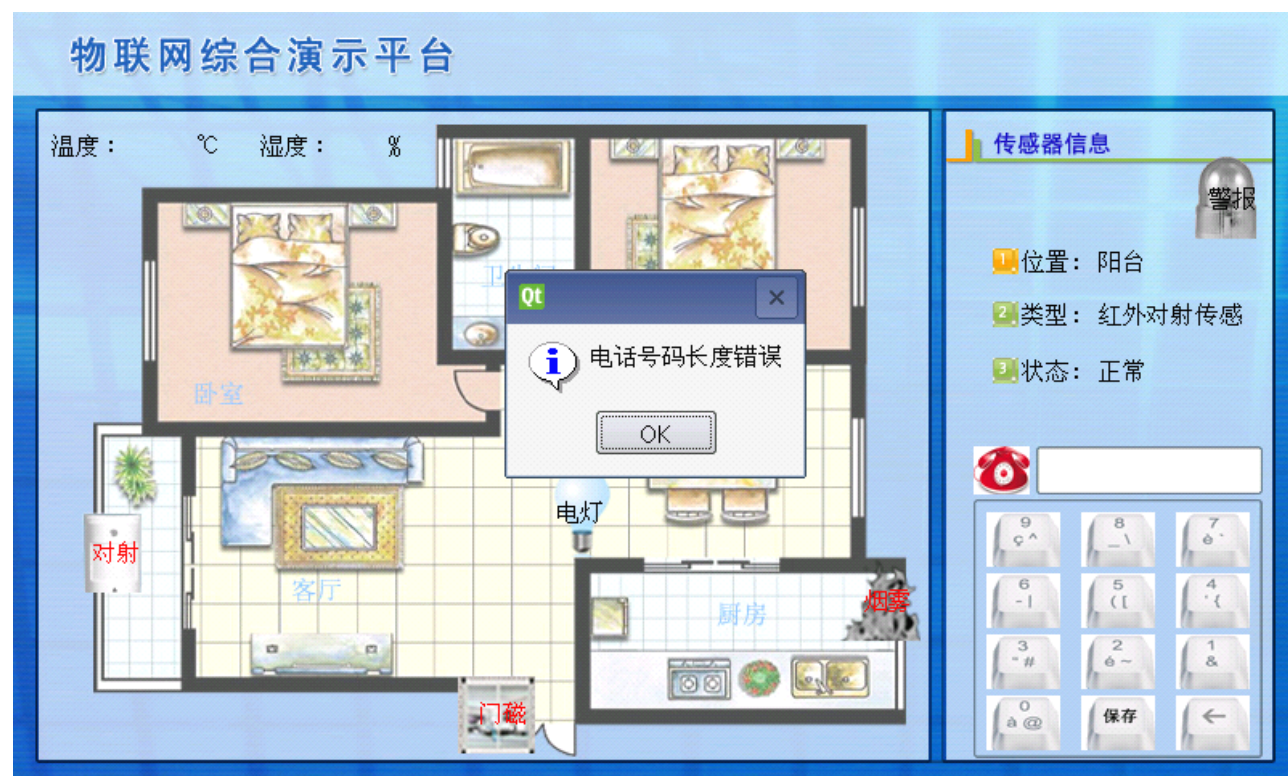 物联网综合演示平台
温度： ℃ 湿度： %
传感器信息
警报
1 位置：阳台
2 类型：红外对射传感
3 状态：正常
卫生间
Qt
电话号码长度错误
OK
卧室
电灯
对射
客厅
厨房
烟雾
门磁
9 8 7
ç ^ _ \ è `
6 5 4
- | ( [ ' {
3 2 1
" # é ~ &
0 保存 ←
à @